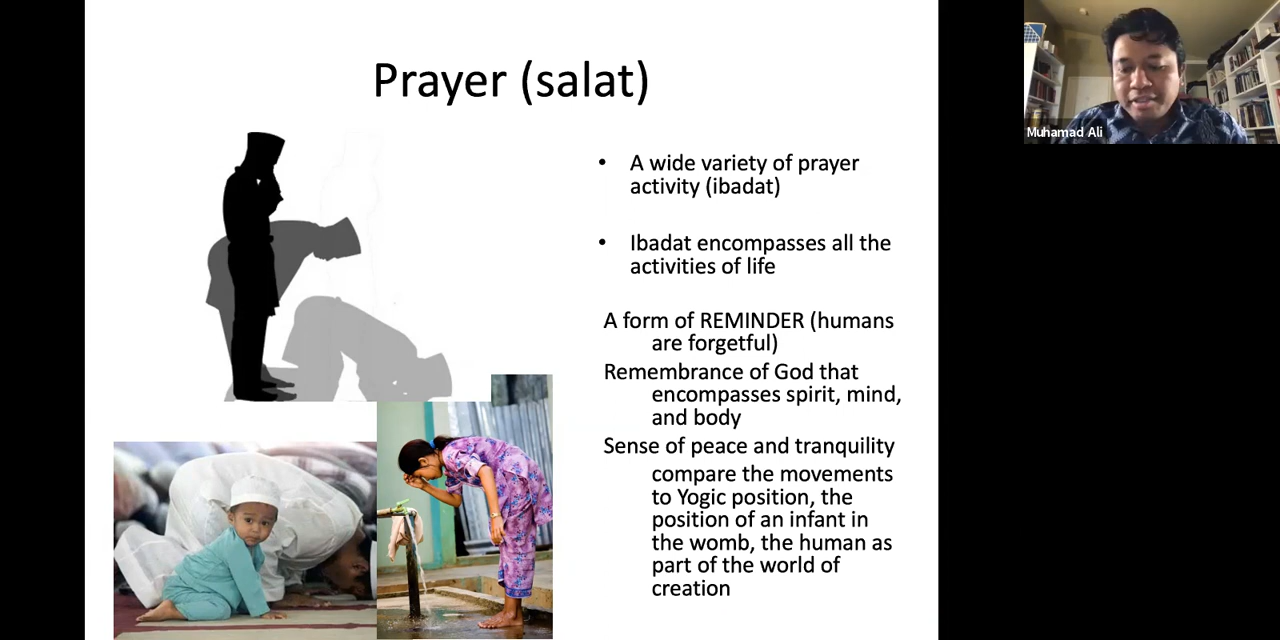 Prayer (salat)
• A wide variety of prayer
activity (ibadat)
• Ibadat encompasses all the
activities of life
A form of REMINDER (humans
are forgetful)
Remembrance of God that
encompasses spirit, mind,
and body
Sense of peace and tranquility
compare the movements
to Yogic position, the
position of an infant in
the womb, the human as
part of the world of
creation
Muhamad Ali